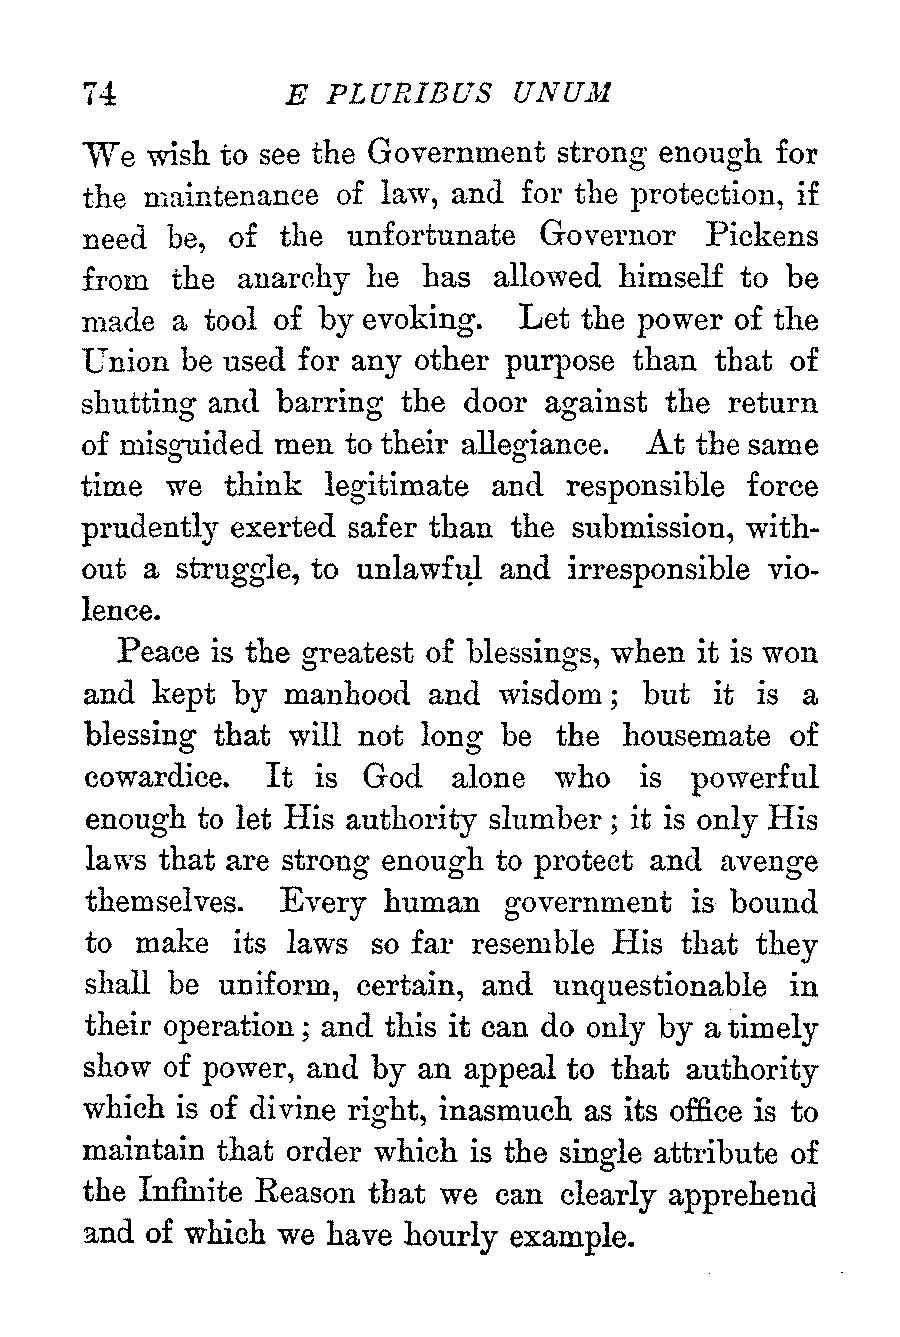 74 E PLURIBUS UNUM
We wish to see the Government strong enough for
the maintenance of law, and for the protection, if
need be, of the unfortunate Governor Pickens
from the anarchy he has allowed himself to be
made a tool of by evoking. Let the power of the
Union be used for any other purpose than that of
shutting and barring the door against the return
of misguided men to their allegiance. At the same
time we think legitimate and responsible force
prudently exerted safer than the submission, with-
out a struggle, to unlawful and irresponsible vio-
lence.
Peace is the greatest of blessings, when it is won
and kept by manhood and wisdom; but it is a
blessing that will not long be the housemate of
cowardice. It is God alone who is powerful
enough to let His authority slumber; it is only His
laws that are strong enough to protect and avenge
themselves. Every human government is bound
to make its laws so far resemble His that they
shall be uniform, certain, and unquestionable in
their operation; and this it can do only by a timely
show of power, and by an appeal to that authority
which is of divine right, inasmuch as its office is to
maintain that order which is the single attribute of
the Infinite Reason that we can clearly apprehend
and of which we have hourly example.